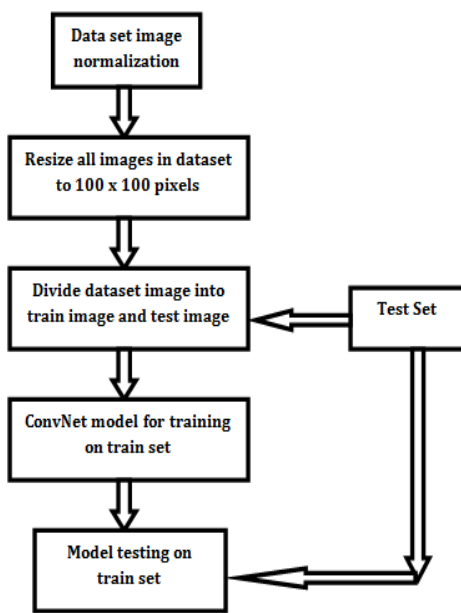 Data set image
normalization
Resize all images in dataset
to 100 x 100 pixels
Divide dataset image into
train image and test image
Test Set
ConvNet model for training
on train set
Model testing on
train set